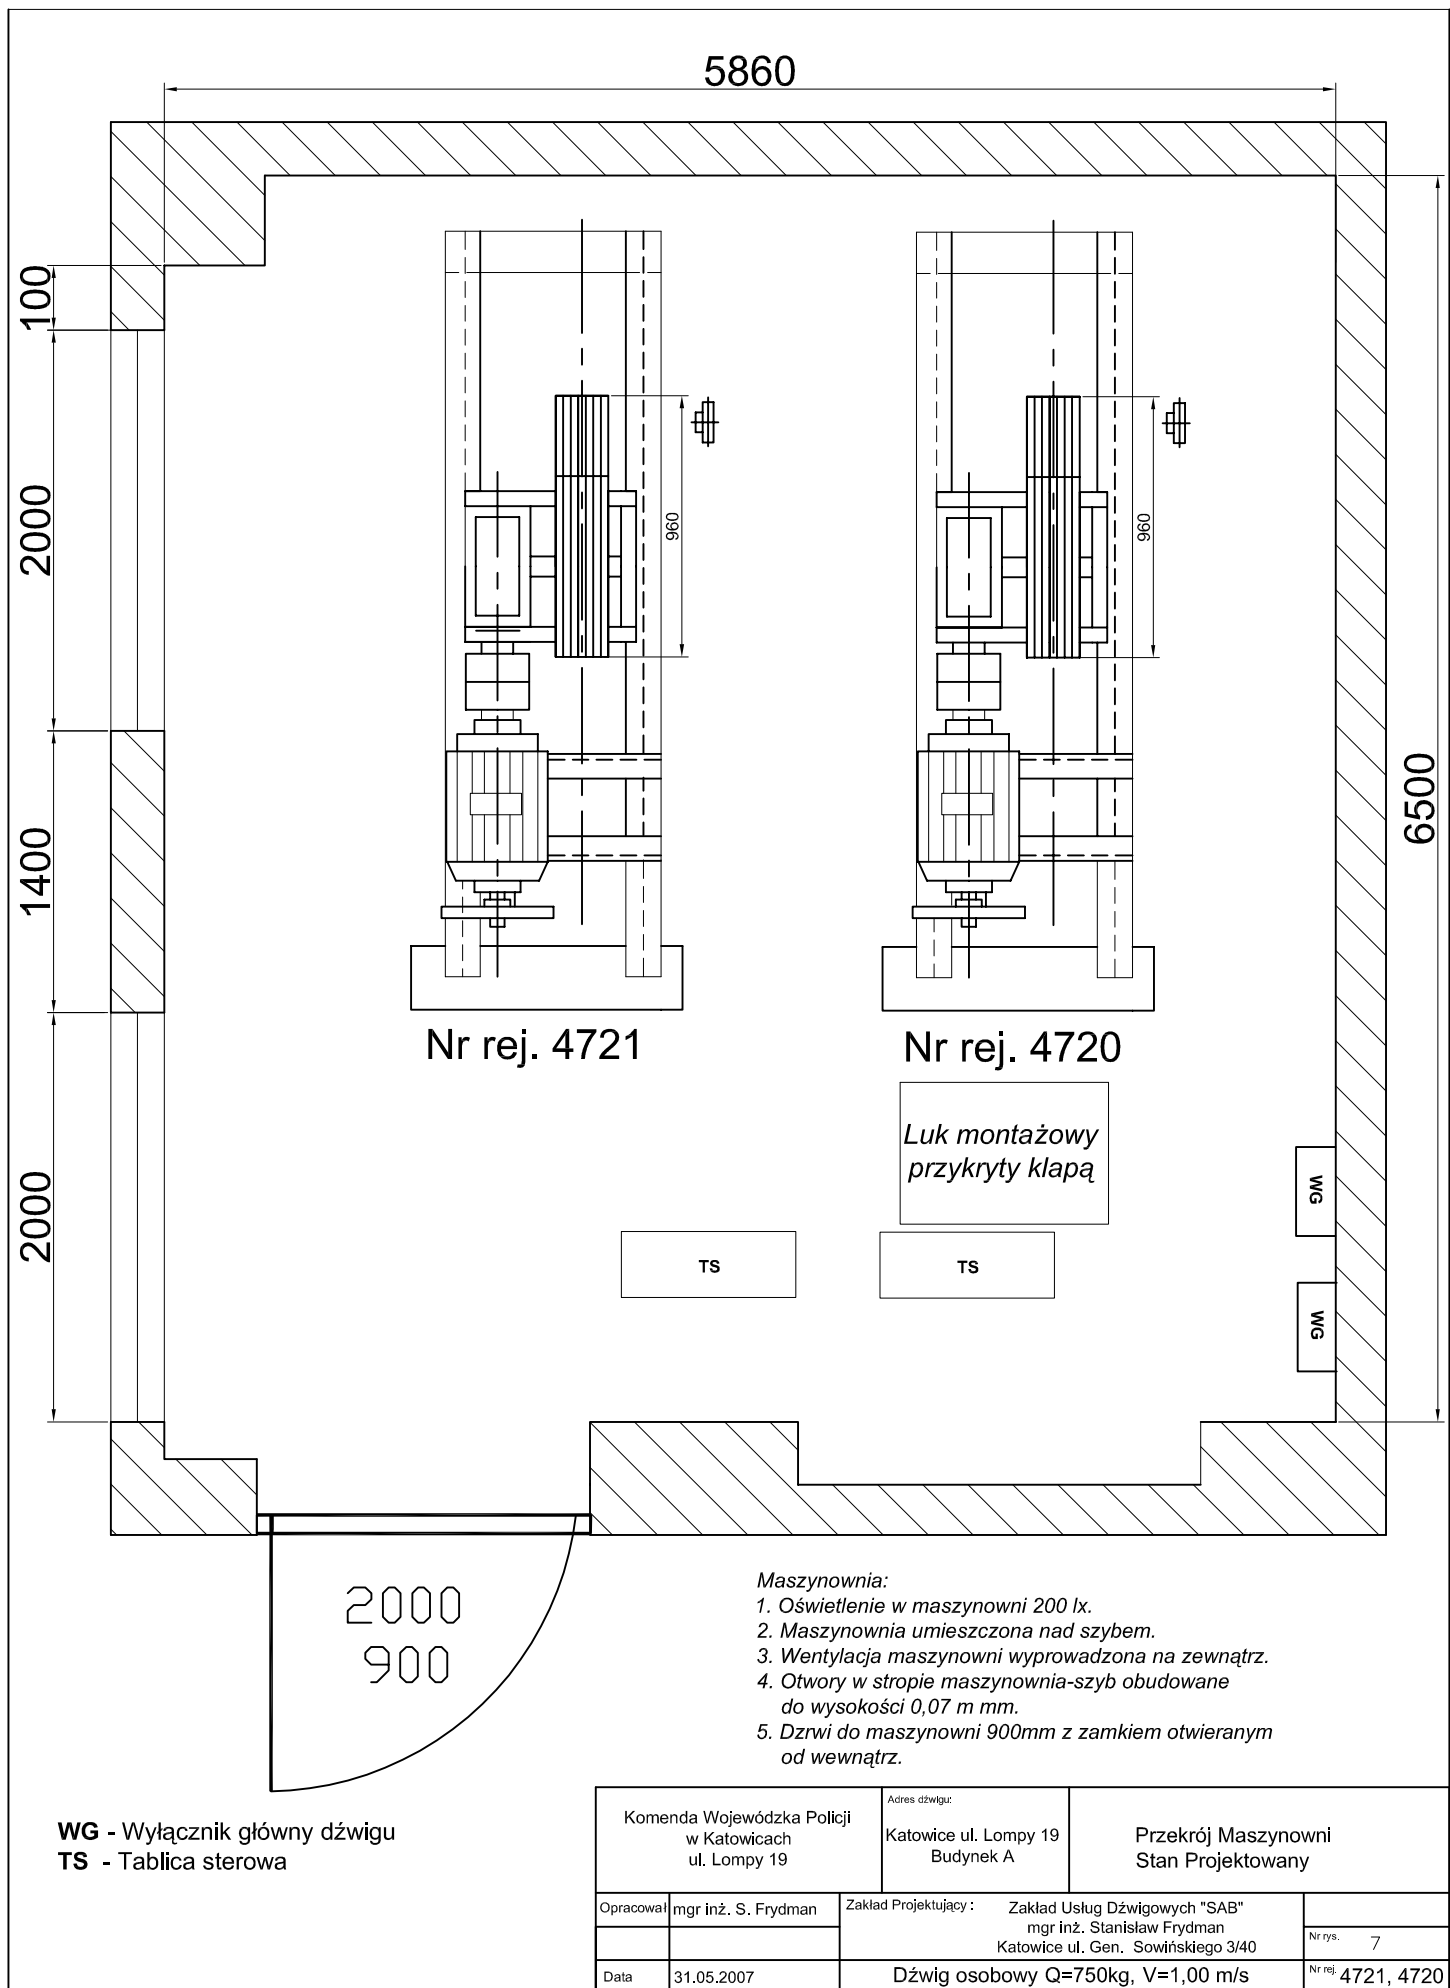 5860
100
2000
1400
2000
6500
960
960
Nr rej. 4721
Nr rej. 4720
Luk montażowy
przykryty klapą
WG
WG
TS
TS
2000
900
Maszynownia:
1. Oświetlenie w maszynowni 200 lx.
2. Maszynownia umieszczona nad szybem.
3. Wentylacja maszynowni wyprowadzona na zewnątrz.
4. Otwory w stropie maszynownia-szyb obudowane
do wysokości 0,07 m mm.
5. Dzrwi do maszynowni 900mm z zamkiem otwieranym
od wewnątrz.
WG - Wyłącznik główny dźwigu
TS - Tablica sterowa
Komenda Wojewódzka Policji
w Katowicach
ul. Lompy 19
Adres dźwigu:
Katowice ul. Lompy 19
Budynek A
Przekrój Maszynowni
Stan Projektowany
Opracował
mgr inż. S. Frydman
Zakład Projektujący :
Zakład Usług Dźwigowych "SAB"
mgr inż. Stanisław Frydman
Katowice ul. Gen. Sowińskiego 3/40
Nr rys. 7
Data
31.05.2007
Dźwig osobowy Q=750kg, V=1,00 m/s
Nr rej. 4721, 4720